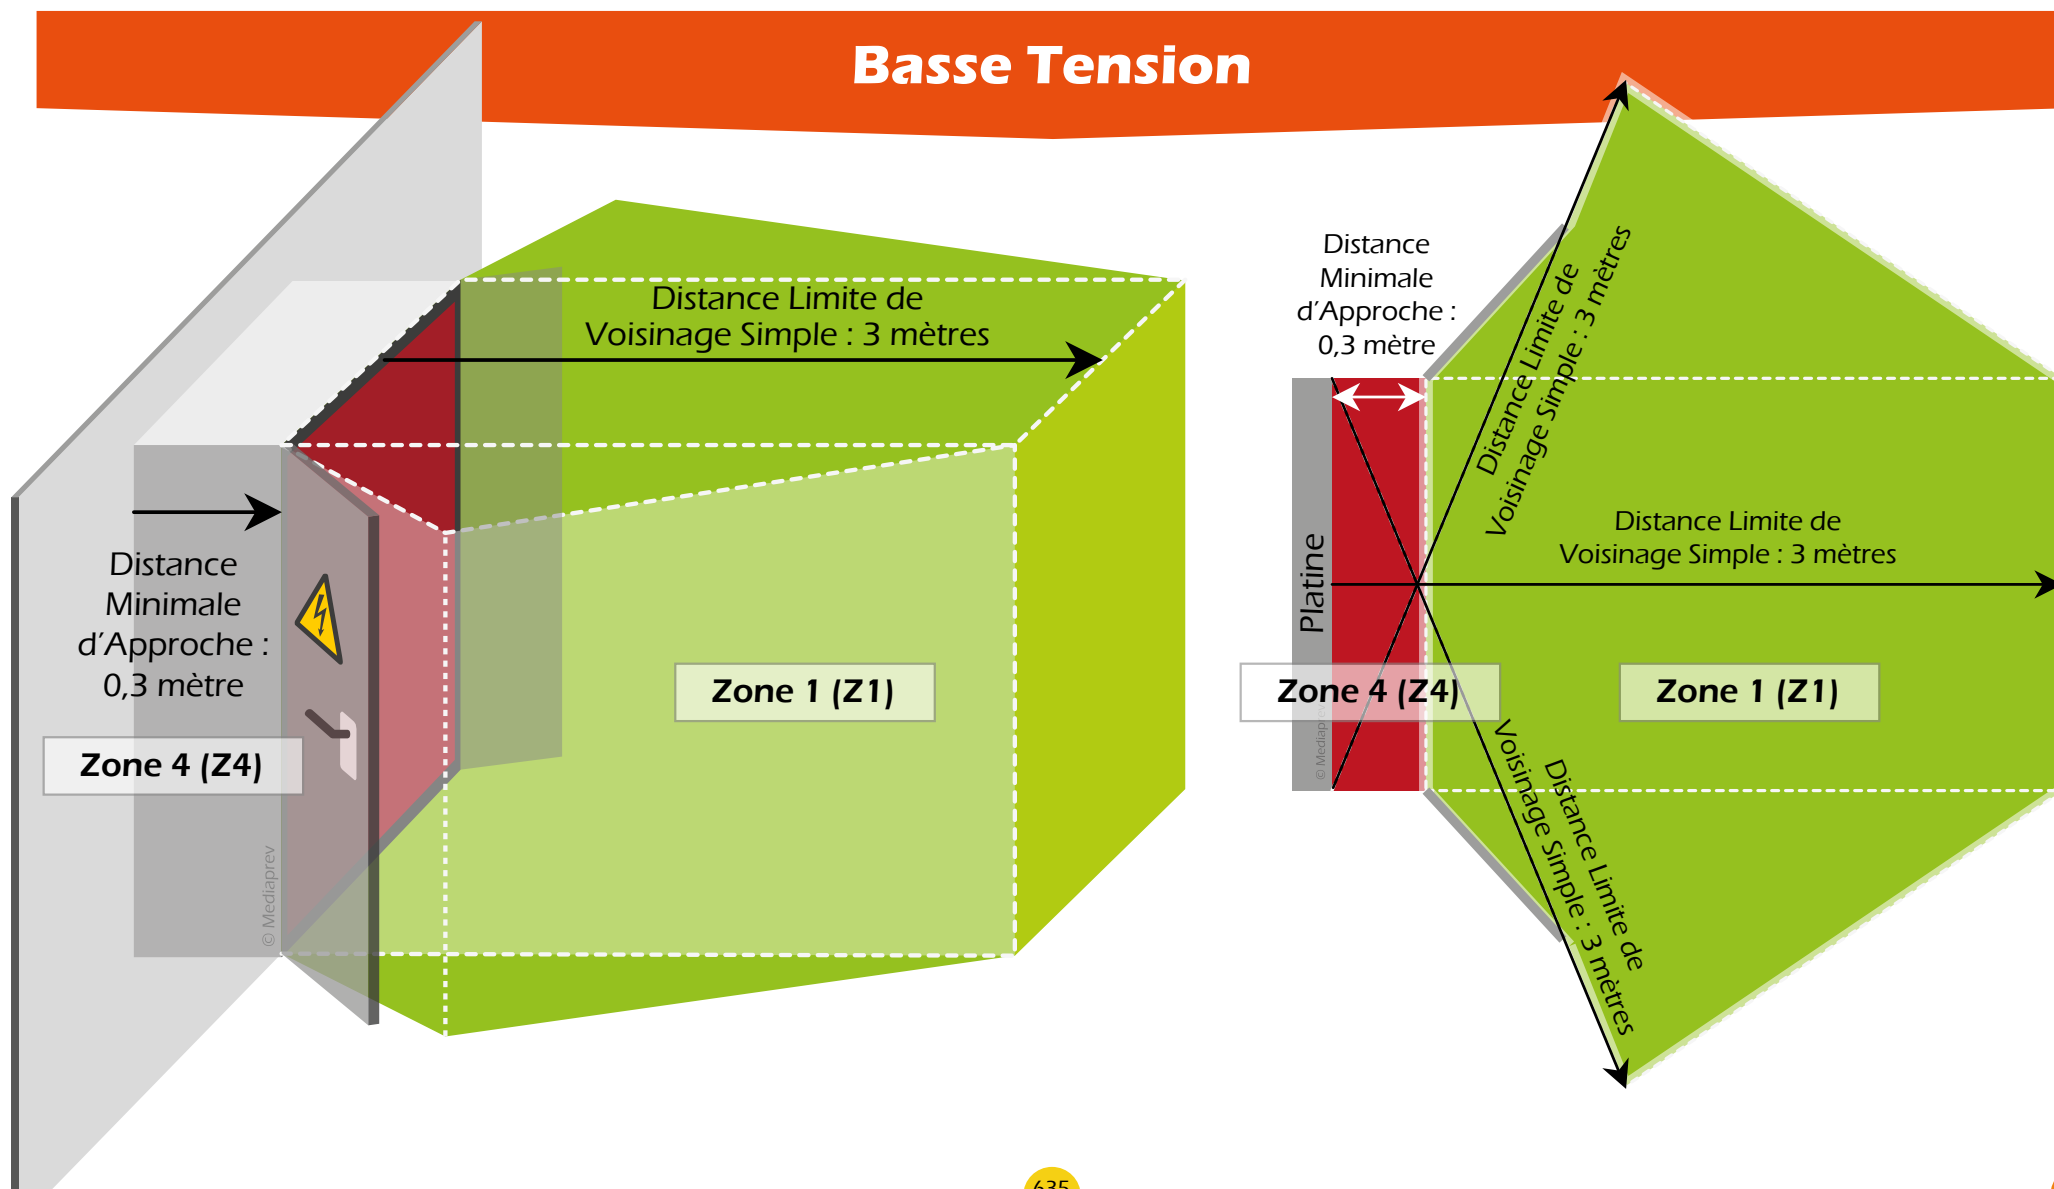 Basse Tension
Distance Limite de
Voisinage Simple : 3 mètres
Distance
Minimale
d'Approche :
0,3 mètre
Zone 4 (Z4)
Zone 1 (Z1)
© Mediaprev
Distance
Minimale
d'Approche :
0,3 mètre
Distance Limite de
Voisinage Simple : 3 mètres
Distance Limite de
Voisinage Simple : 3 mètres
Platine
Zone 4 (Z4)
Zone 1 (Z1)
© Mediaprev
Distance Limite de
Voisinage Simple : 3 mètres
635